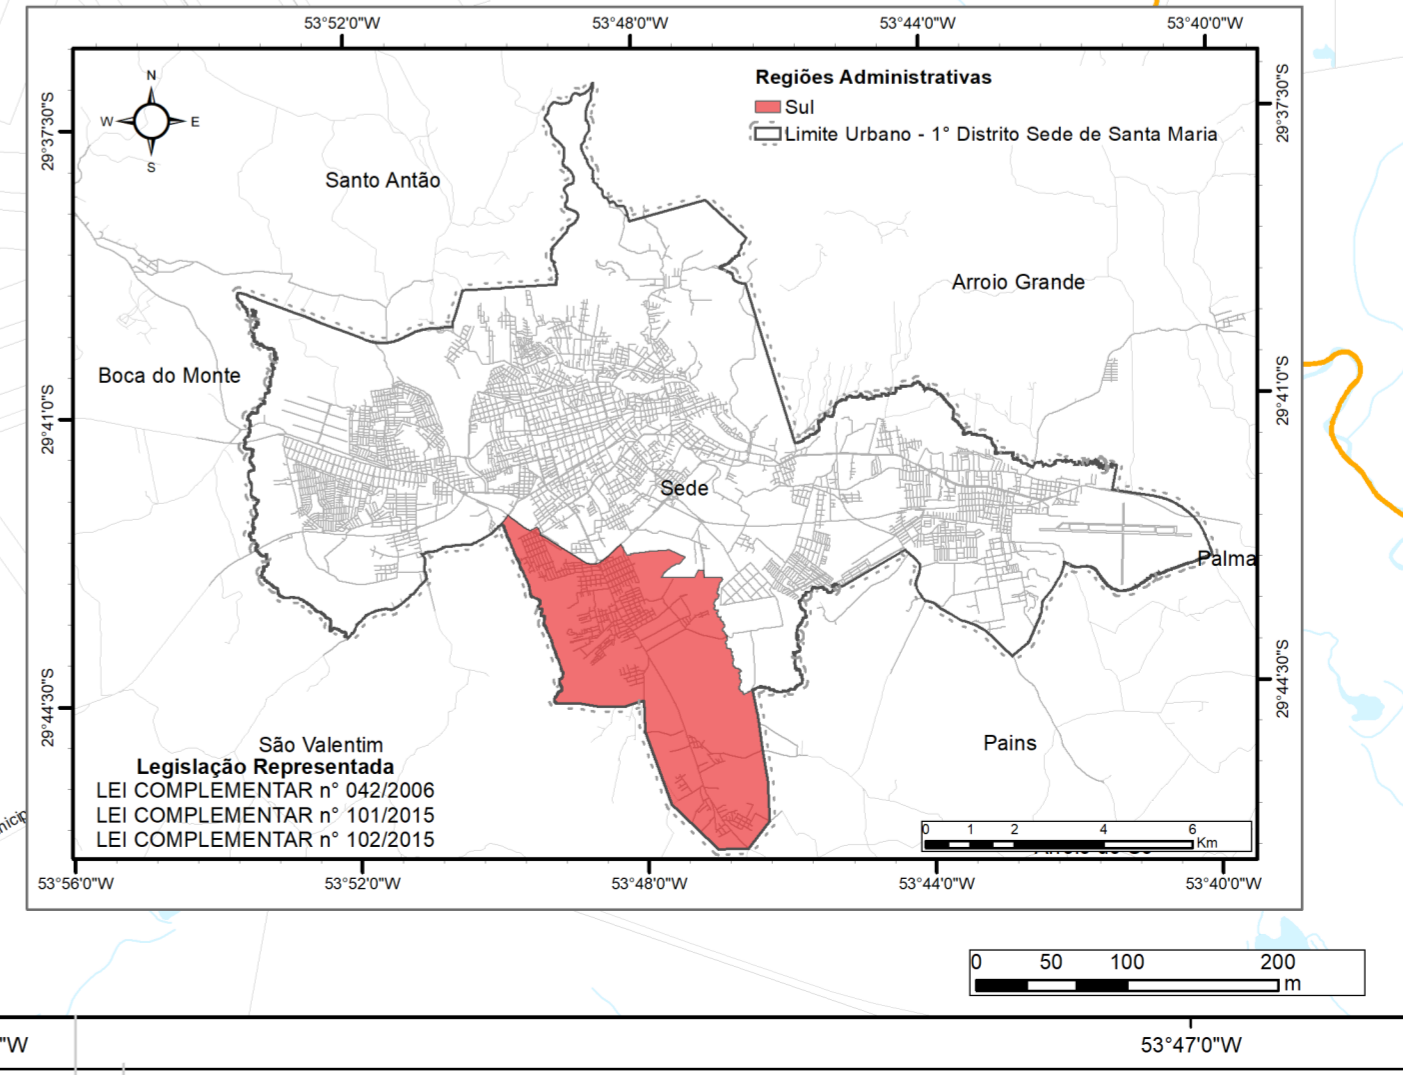 53°52'0"W 53°48'0"W 53°44'0"W 53°40'0"W
N
W E
S
Regiões Administrativas
Sul
Limite Urbano - 1° Distrito Sede de Santa Maria
29°37'30"S
29°37'30"S
Santo Antão
Arroio Grande
Boca do Monte
29°41'0"S
29°41'0"S
Sede
Palma
29°44'30"S
29°44'30"S
Pains
São Valentim
Legislação Representada
LEI COMPLEMENTAR n° 042/2006
LEI COMPLEMENTAR n° 101/2015
LEI COMPLEMENTAR n° 102/2015
0 1 2 4 6
Km
53°56'0"W 53°52'0"W 53°48'0"W 53°44'0"W 53°40'0"W
0 50 100 200
m
"W 53°47'0"W